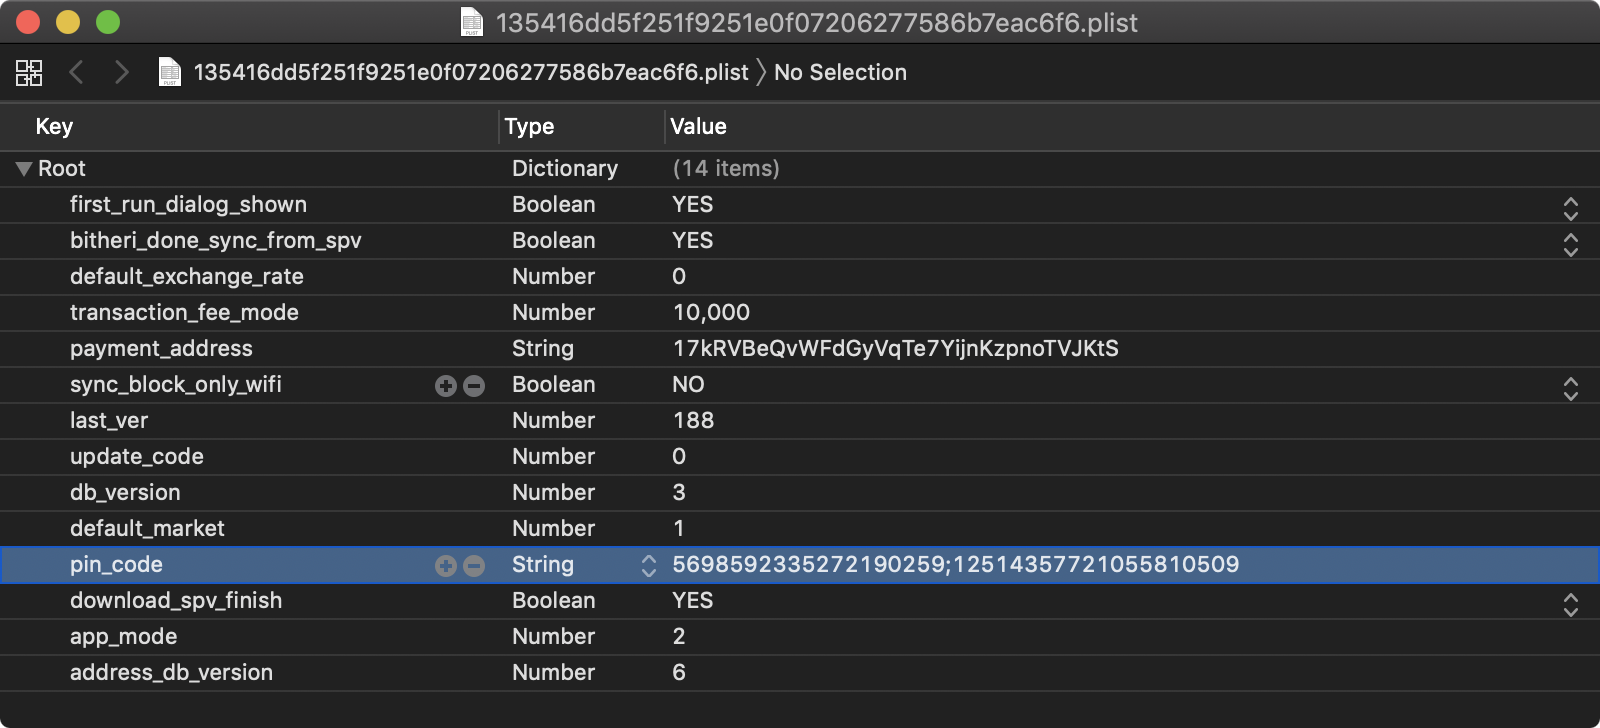 135416dd5f251f9251e0f07206277586b7eac6f6.plist
135416dd5f251f9251e0f07206277586b7eac6f6.plist 〉 No Selection
Key Type Value
Root Dictionary (14 items)
first_run_dialog_shown Boolean YES
bitheri_done_sync_from_spv Boolean YES
default_exchange_rate Number 0
transaction_fee_mode Number 10,000
payment_address String 17kRVBeQvWFdGyVqTe7YijnKzpnoTVJKtS
sync_block_only_wifi Boolean NO
last_ver Number 188
update_code Number 0
db_version Number 3
default_market Number 1
pin_code String 5698592335272190259;12514357721055810509
download_spv_finish Boolean YES
app_mode Number 2
address_db_version Number 6